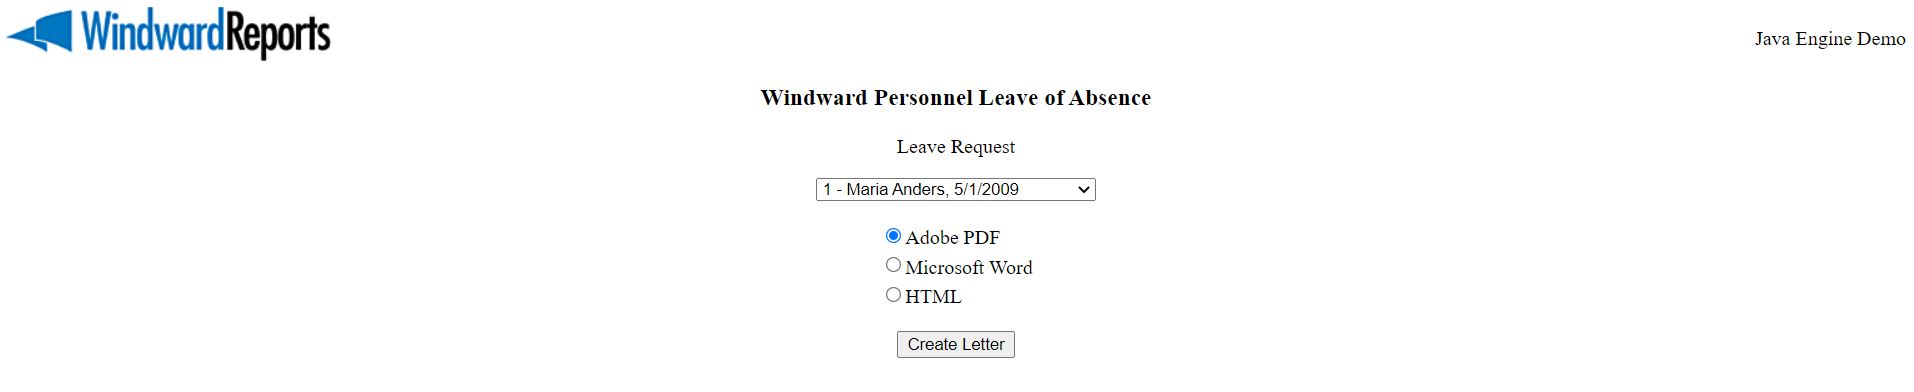 WindwardReports
Java Engine Demo
Windward Personnel Leave of Absence
Leave Request
1 - Maria Anders, 5/1/2009
Adobe PDF
Microsoft Word
HTML
Create Letter